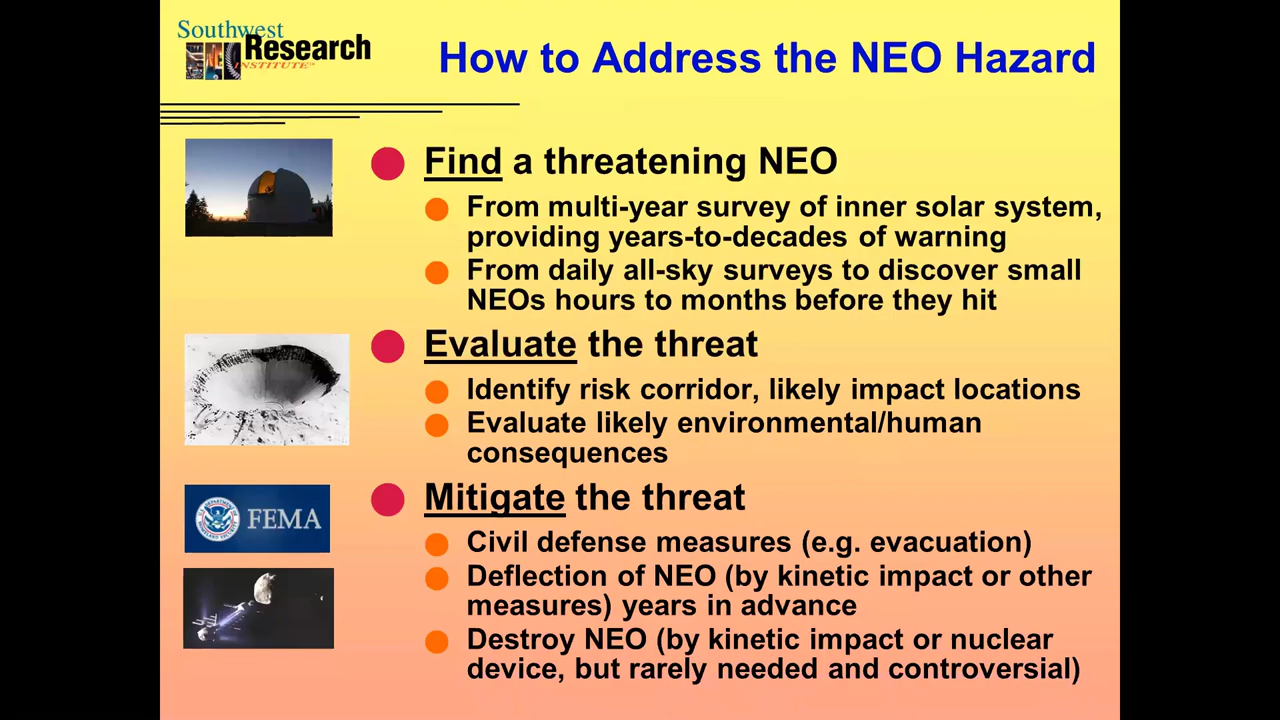 Southwest
Research
INSTITUTE
How to Address the NEO Hazard
Find a threatening NEO
From multi-year survey of inner solar system,
providing years-to-decades of warning
From daily all-sky surveys to discover small
NEOs hours to months before they hit
Evaluate the threat
Identify risk corridor, likely impact locations
Evaluate likely environmental/human
consequences
Mitigate the threat
FEMA
Civil defense measures (e.g. evacuation)
Deflection of NEO (by kinetic impact or other
measures) years in advance
Destroy NEO (by kinetic impact or nuclear
device, but rarely needed and controversial)